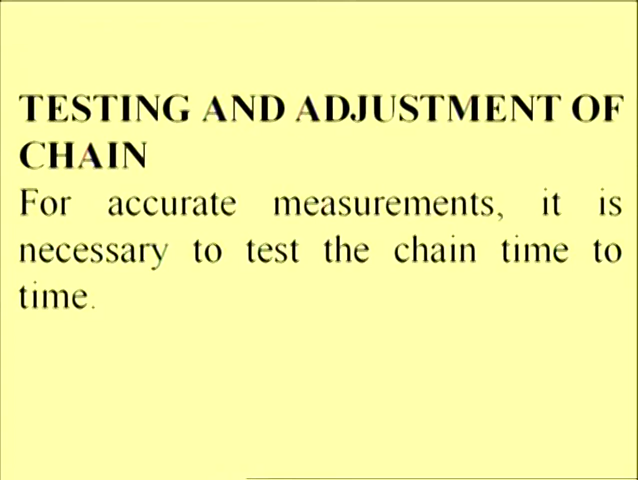 TESTING AND ADJUSTMENT OF
CHAIN
For accurate measurements, it is
necessary to test the chain time to
time.